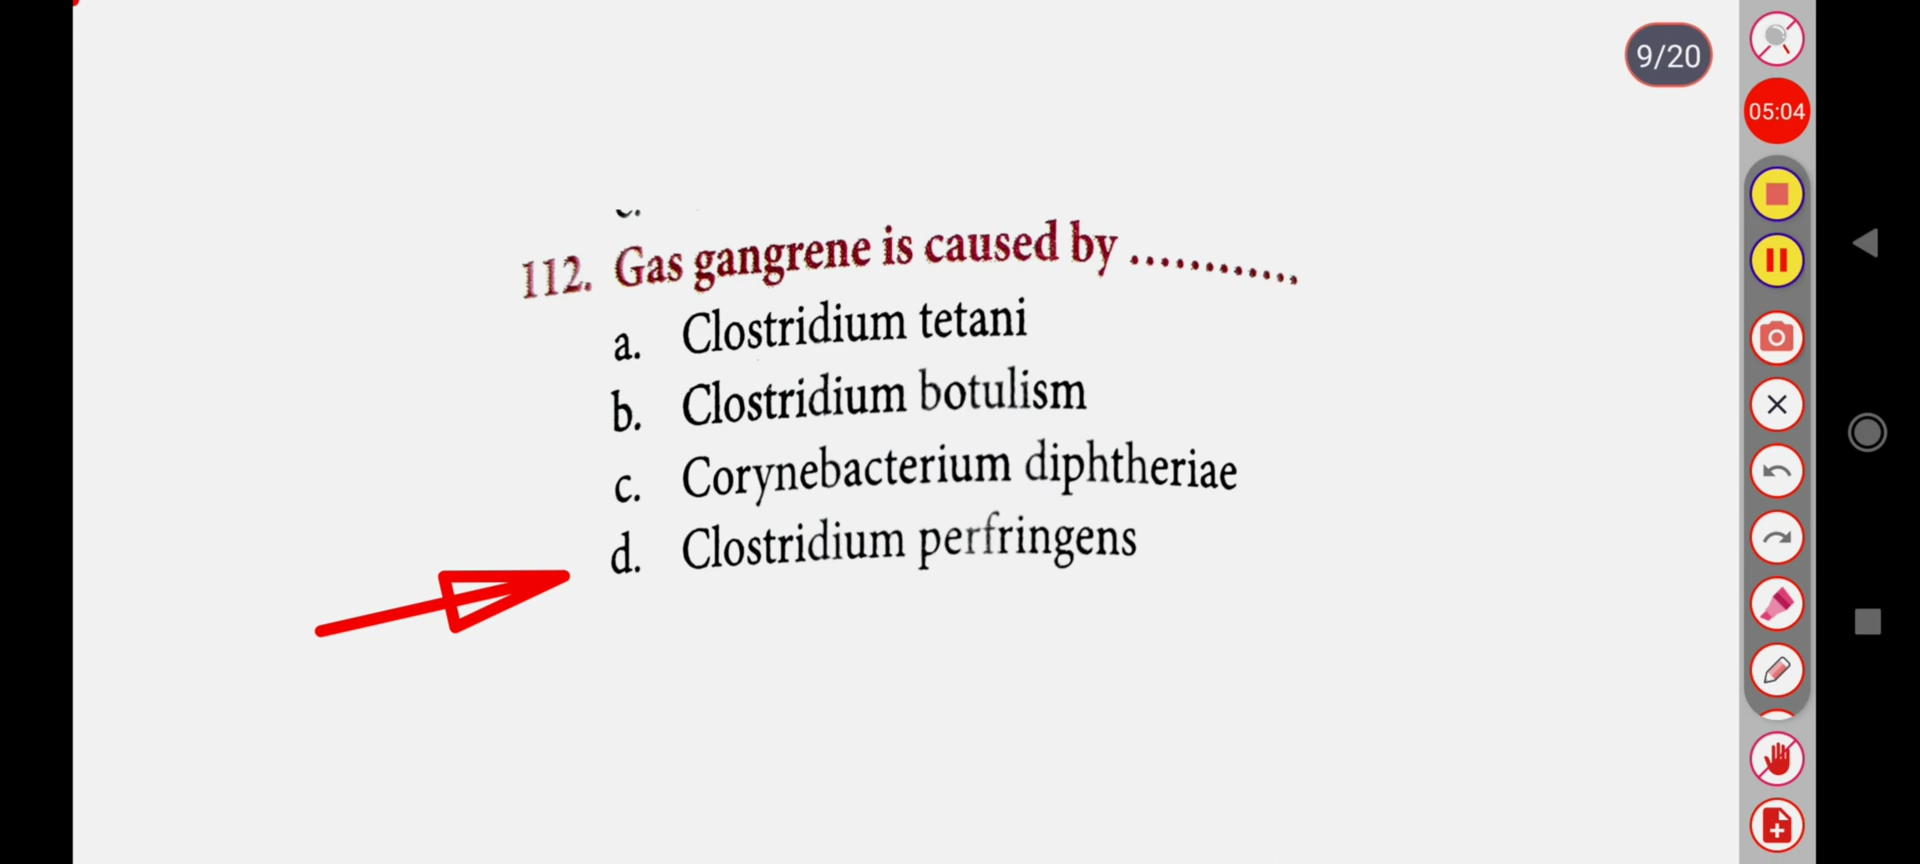 9/20
05:04
112. Gas gangrene is caused by ............
a. Clostridium tetani
b. Clostridium botulism
c. Corynebacterium diphtheriae
d. Clostridium perfringens